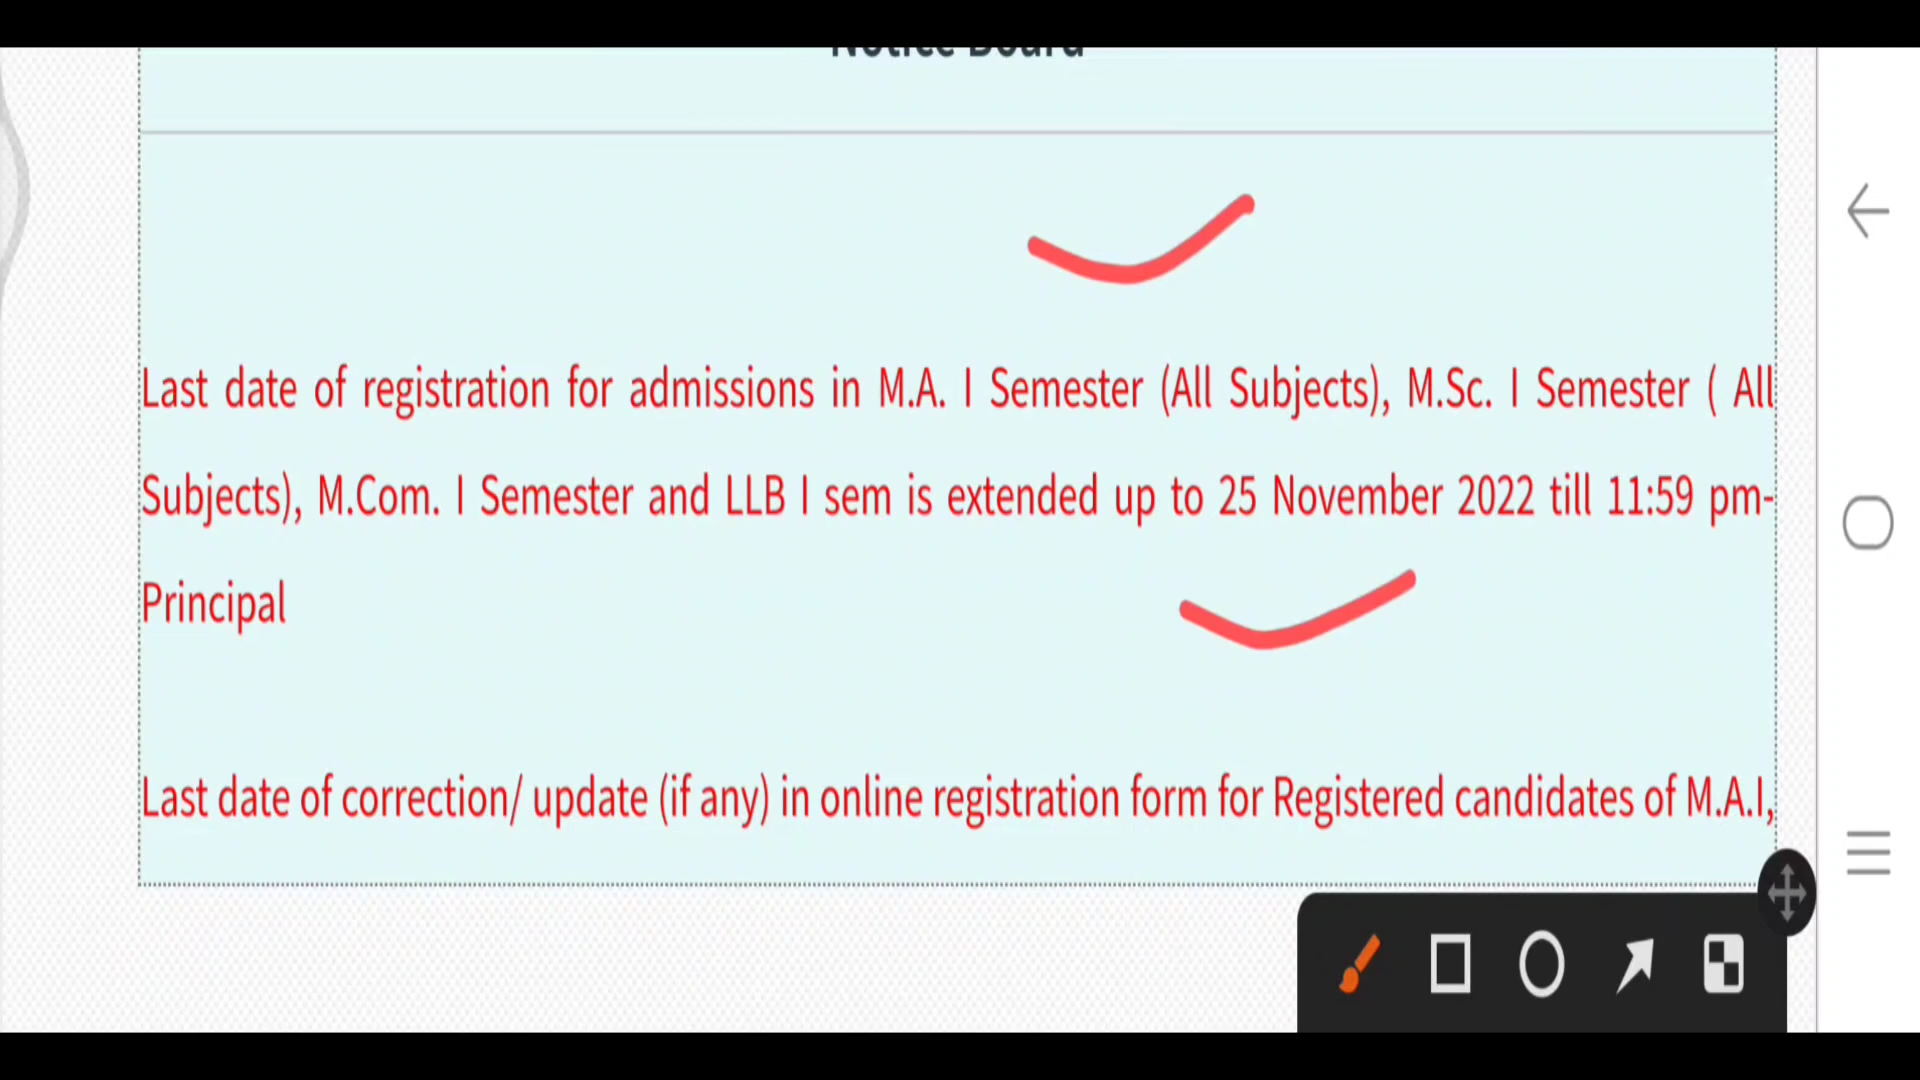 Notice Board
Last date of registration for admissions in M.A. I Semester (All Subjects), M.Sc. I Semester ( All
Subjects), M.Com. I Semester and LLB I sem is extended up to 25 November 2022 till 11:59 pm-
Principal
Last date of correction/ update (if any) in online registration form for Registered candidates of M.A.I,